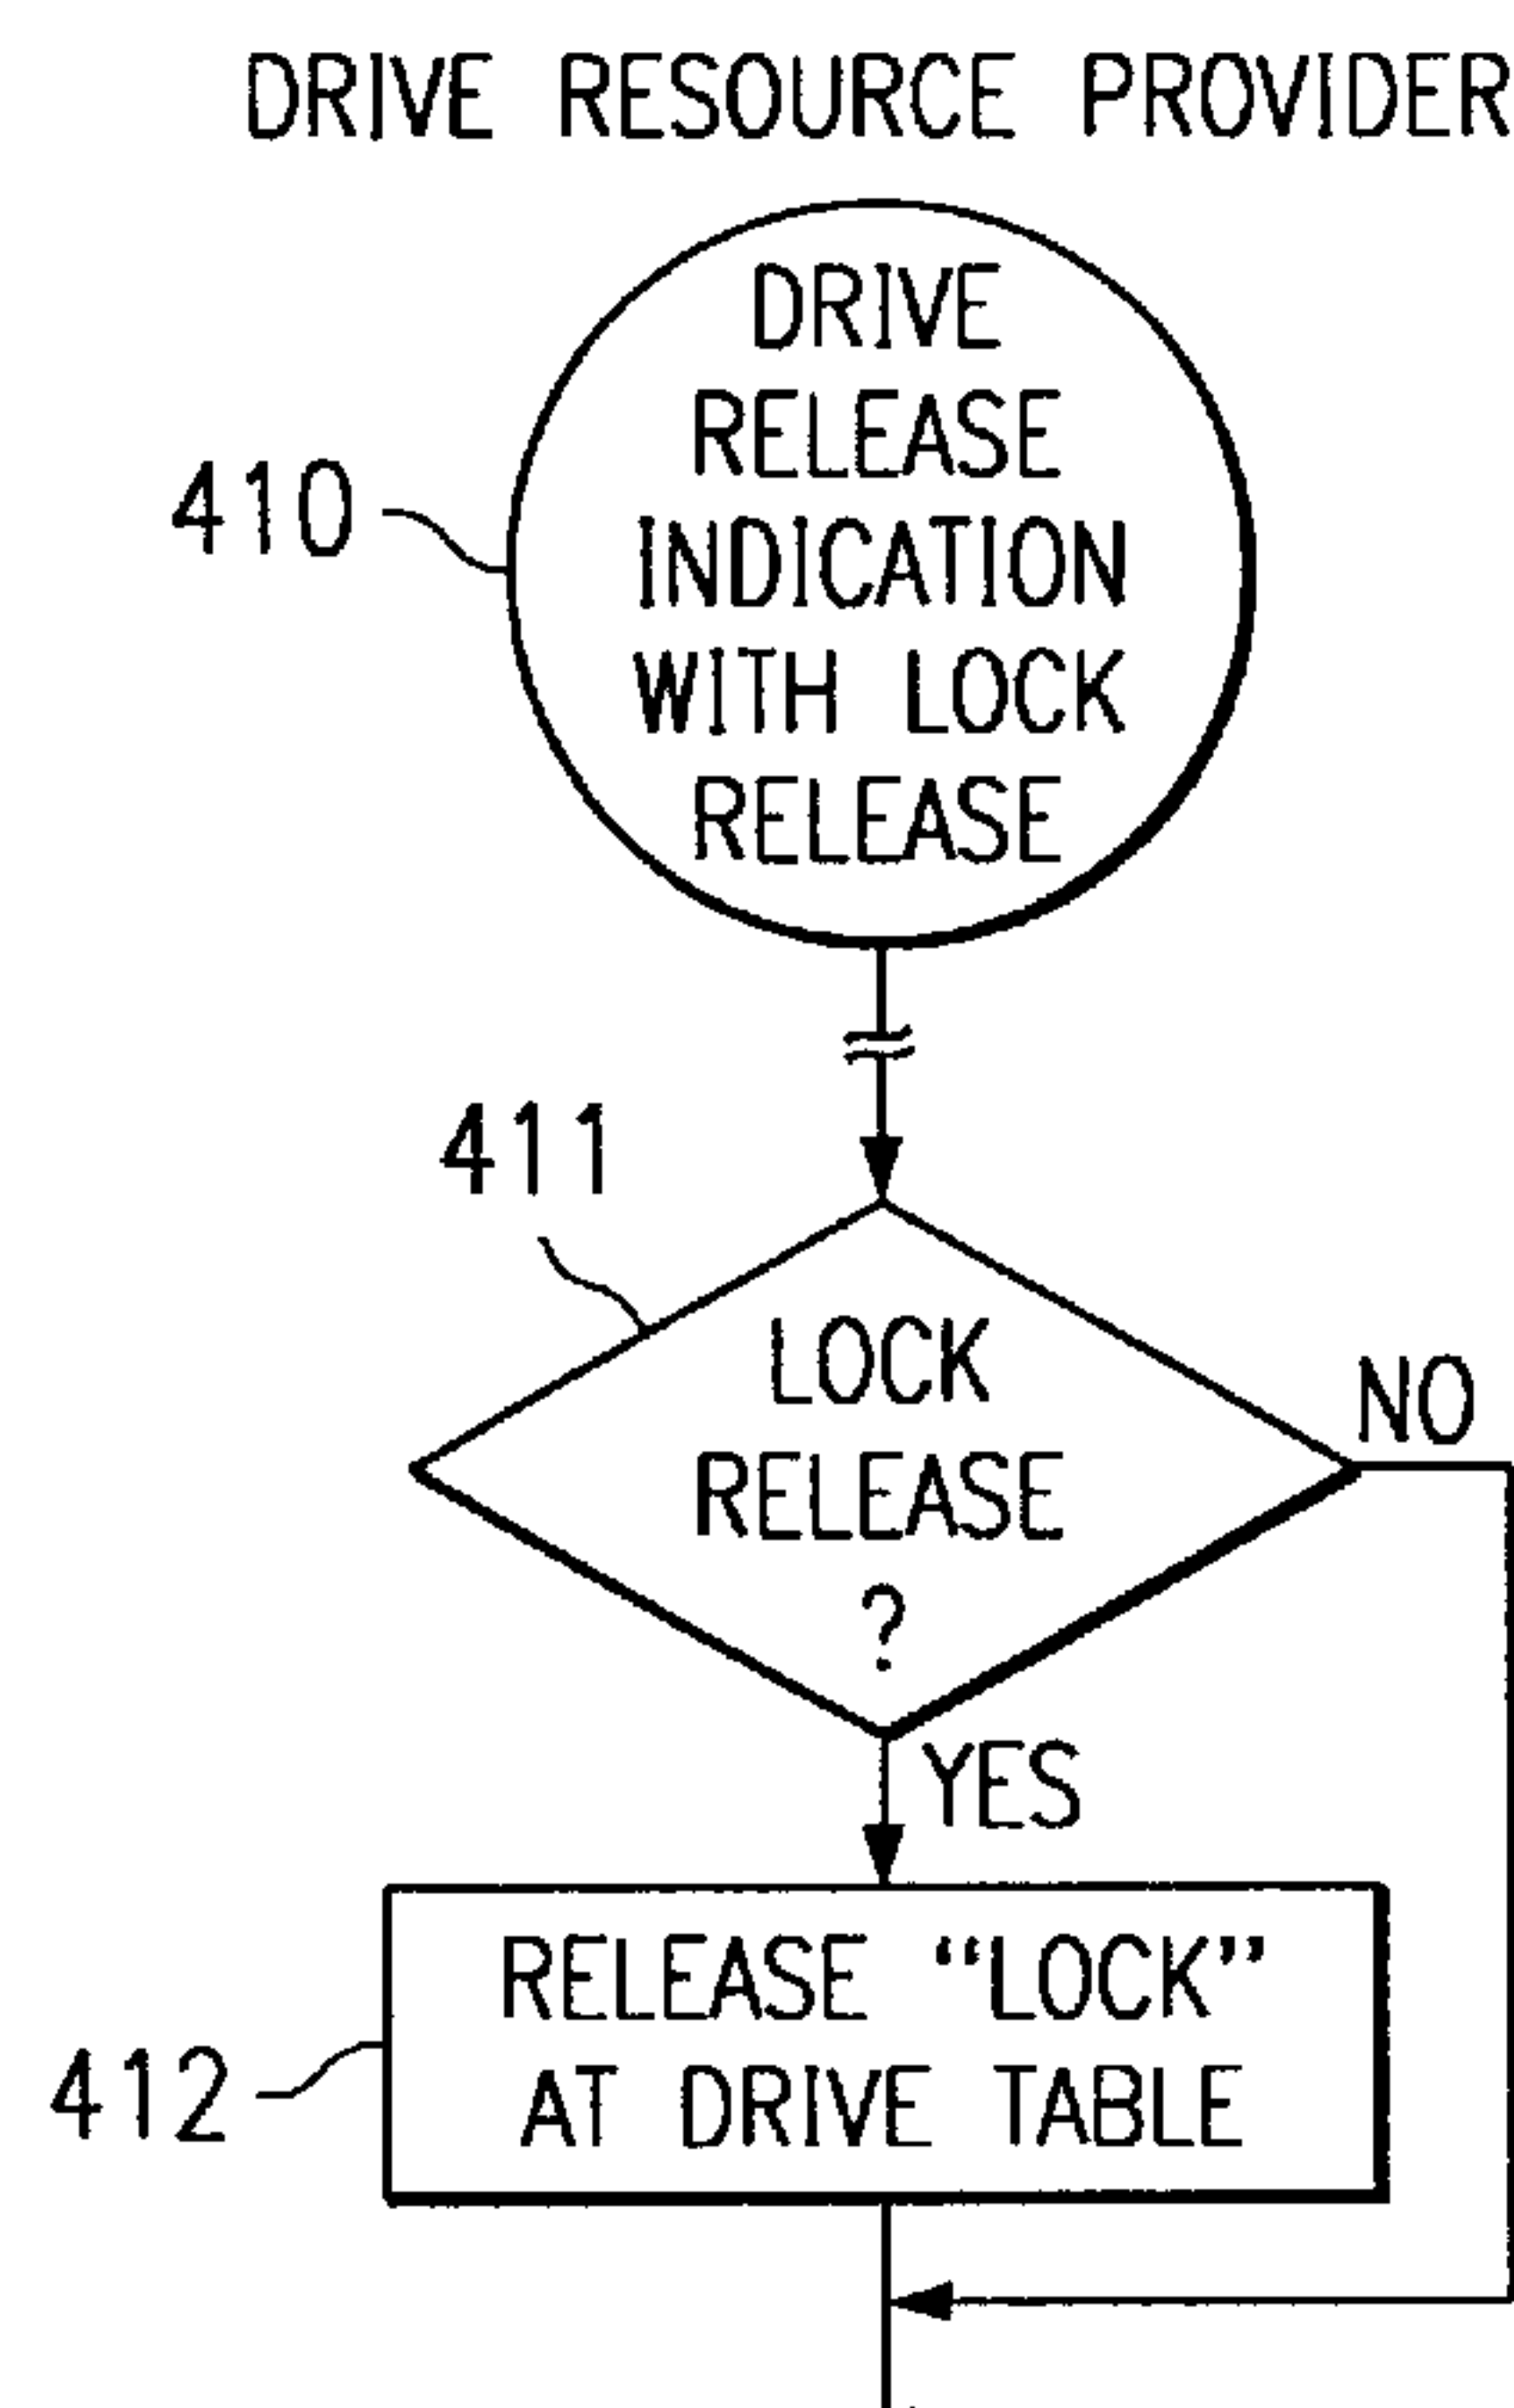 DRIVE RESOURCE PROVIDER
DRIVE
RELEASE
INDICATION
WITH LOCK
RELEASE
410
411
LOCK
RELEASE
?
NO
YES
RELEASE “LOCK”
AT DRIVE TABLE
412